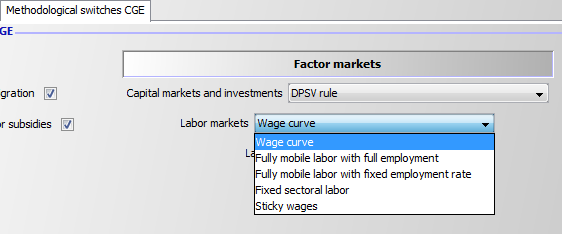 Methodological switches CGE
GE
Factor markets
gration
Capital markets and investments DPSV rule
or subsidies
Labor markets Wage curve
Wage curve
La
Fully mobile labor with full employment
Fully mobile labor with fixed employment rate
Fixed sectoral labor
Sticky wages